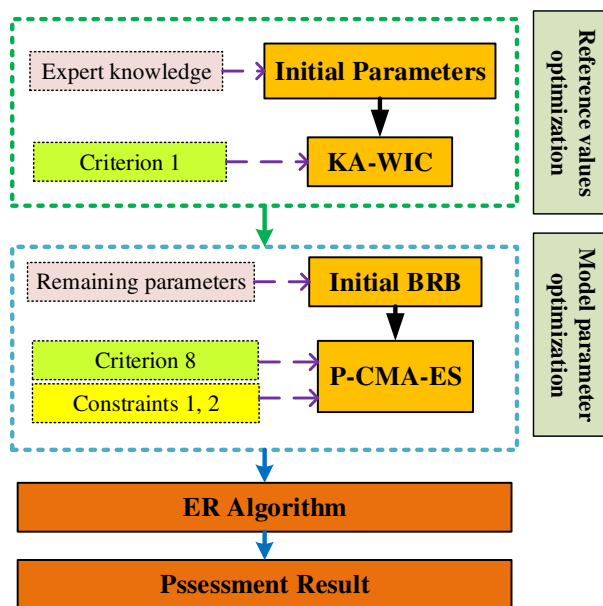 Expert knowledge
Initial Parameters
Criterion 1
KA-WIC
Reference values
optimization
Remaining parameters
Initial BRB
Criterion 8
Constraints 1, 2
P-CMA-ES
Model parameter
optimization
ER Algorithm
Pssessment Result